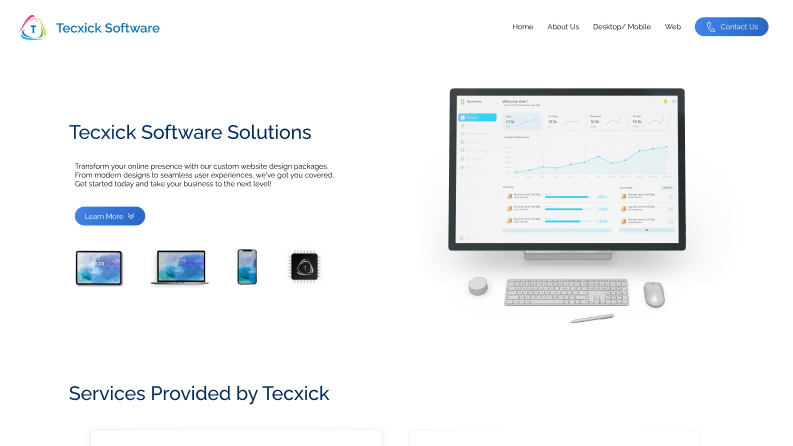 Tecxick Software
Home
About Us
Desktop/ Mobile
Web
Contact Us
Tecxick Software Solutions
Transform your online presence with our custom website design packages.
From modern designs to seamless user experiences, we've got you covered.
Get started today and take your business to the next level!
Learn More
Welcome User !
Services Provided by Tecxick